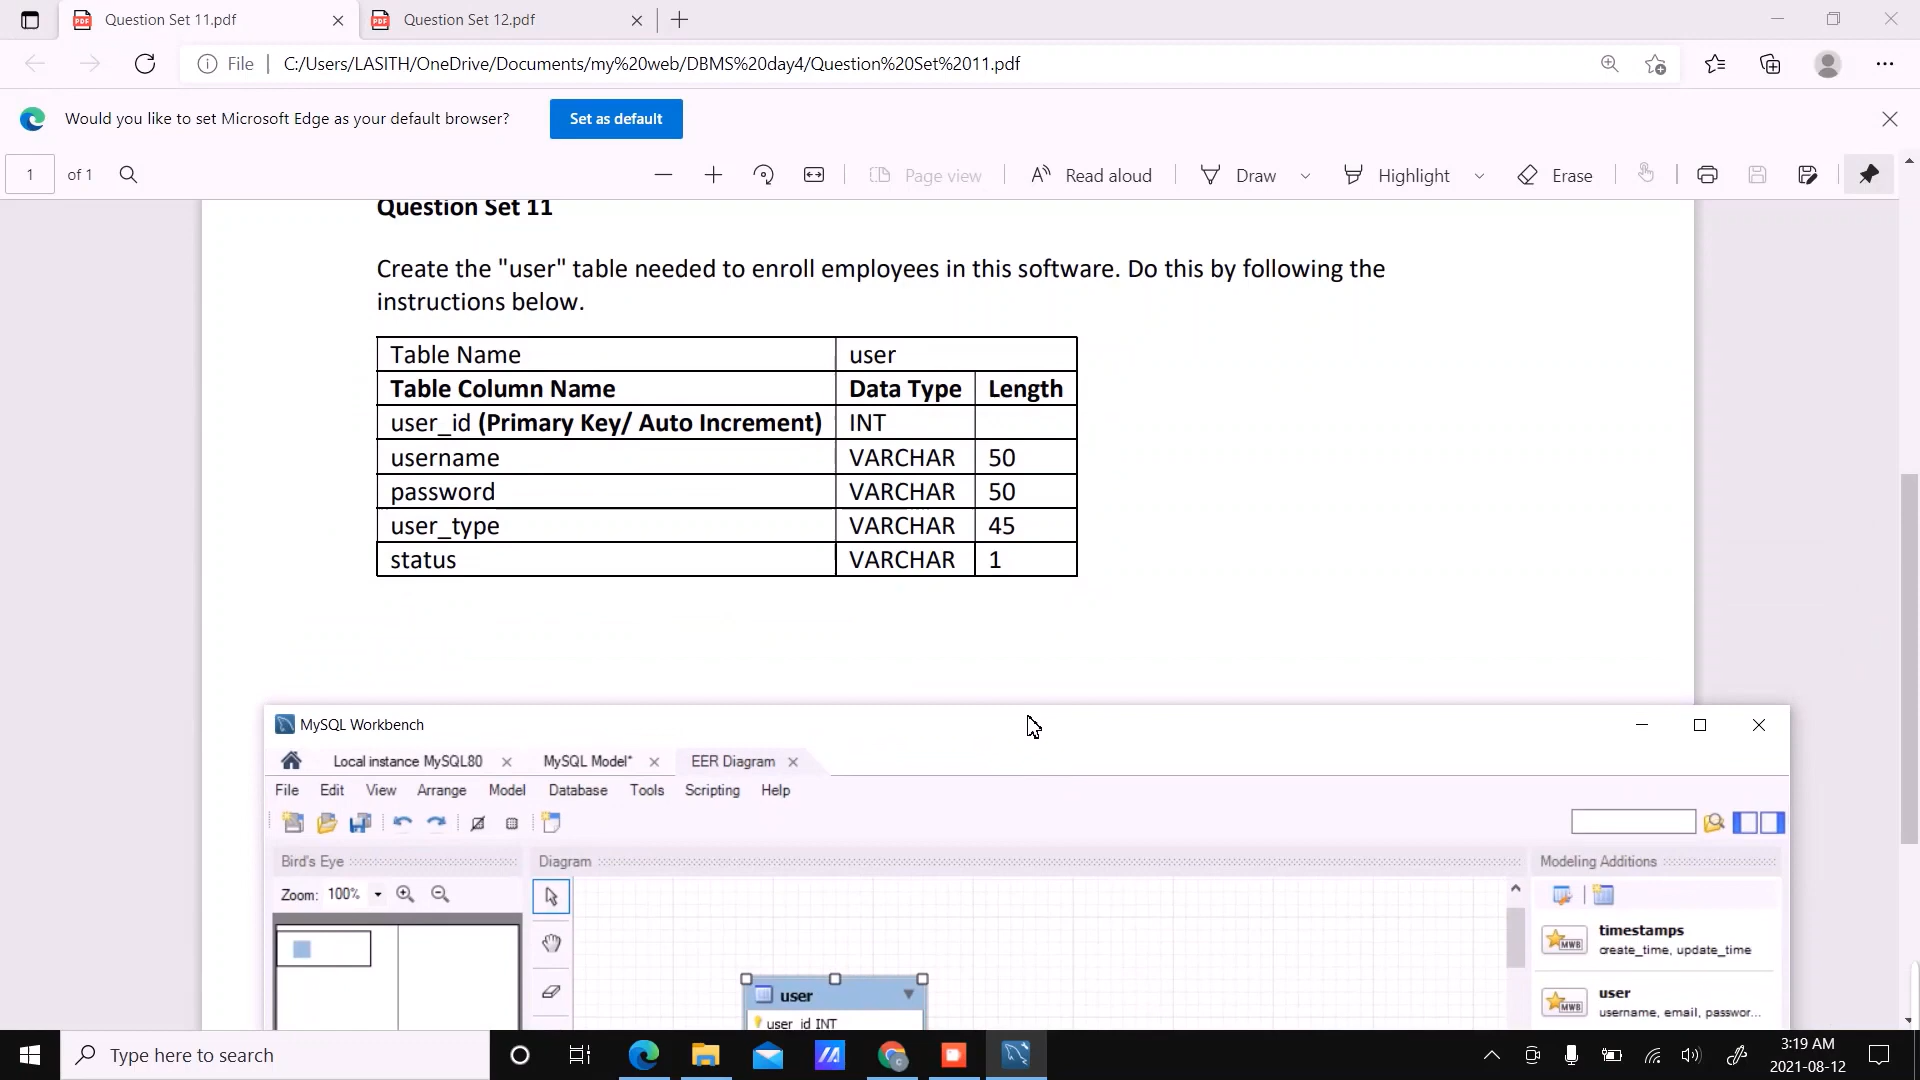 Question Set 11.pdf
Question Set 12.pdf
File
C:/Users/LASITH/OneDrive/Documents/my%20web/DBMS%20day4/Question%20Set%2011.pdf
Would you like to set Microsoft Edge as your default browser?
Set as default
1
of 1
Page view
Read aloud
Draw
Highlight
Erase
Question Set 11
Create the "user" table needed to enroll employees in this software. Do this by following the
instructions below.
Table Name user
Table Column Name Data Type Length
user_id (Primary Key/ Auto Increment) INT
username VARCHAR 50
password VARCHAR 50
user_type VARCHAR 45
status VARCHAR 1
MySQL Workbench
Local instance MySQL80
MySQL Model*
EER Diagram
File Edit View Arrange Model Database Tools Scripting Help
Bird's Eye
Diagram
Modeling Additions
Zoom: 100%
timestamps
create_time, update_time
user
user_id INT
user
username, email, passwor...
Type here to search
3:19 AM
2021-08-12